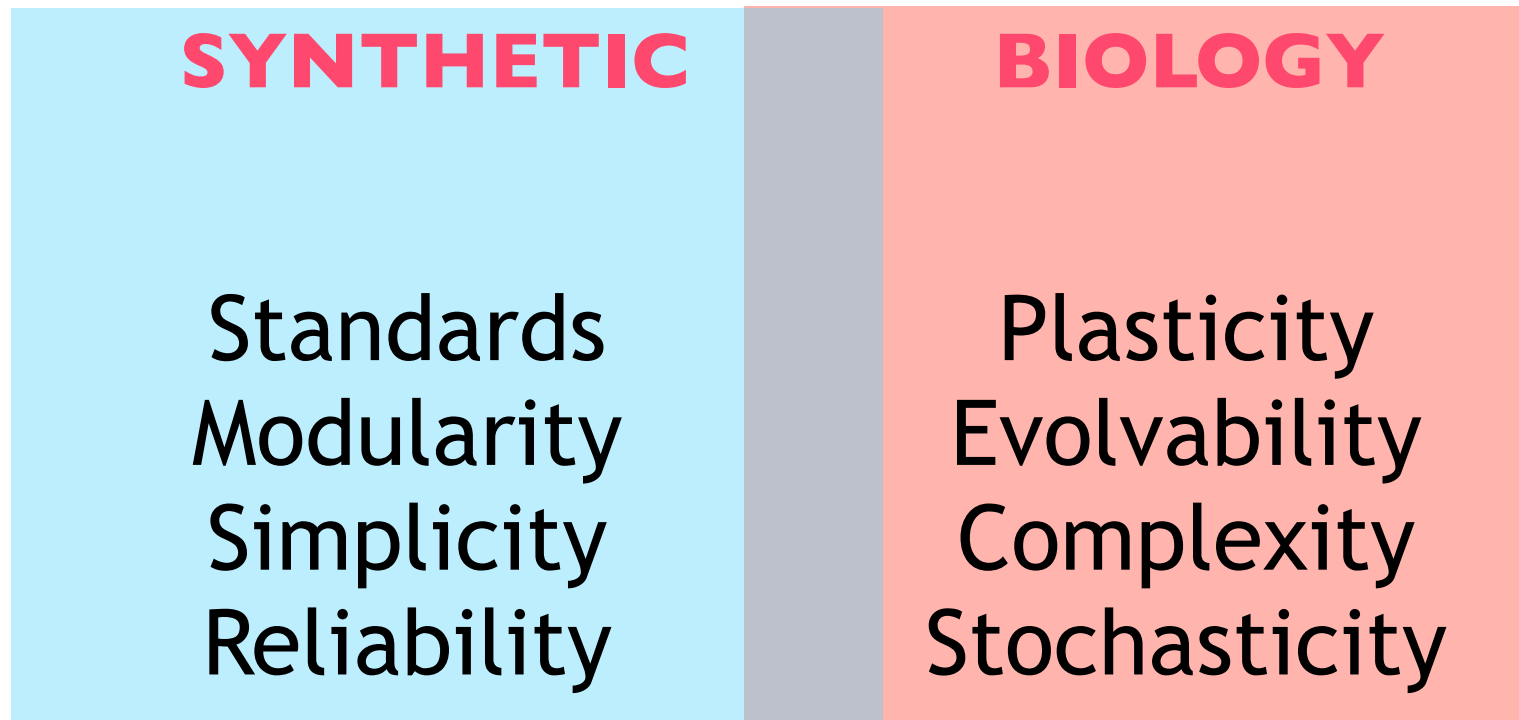 SYNTHETIC
Standards
Modularity
Simplicity
Reliability
BIOLOGY
Plasticity
Evolvability
Complexity
Stochasticity